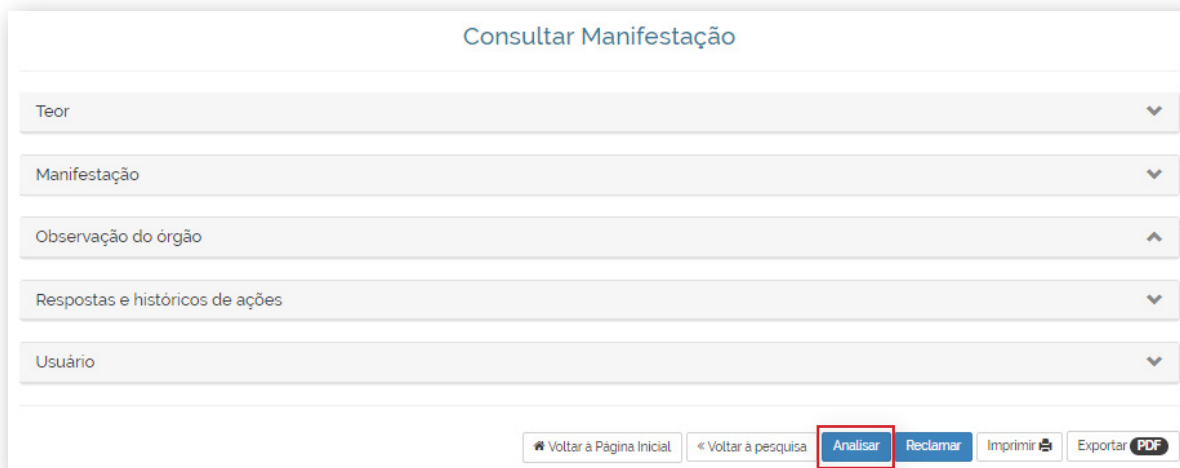 Consultar Manifestação
Teor
Manifestação
Observação do órgão
Respostas e históricos de ações
Usuário
Voltar à Página Inicial « Voltar à pesquisa Analisar Reclamar Imprimir Exportar PDF